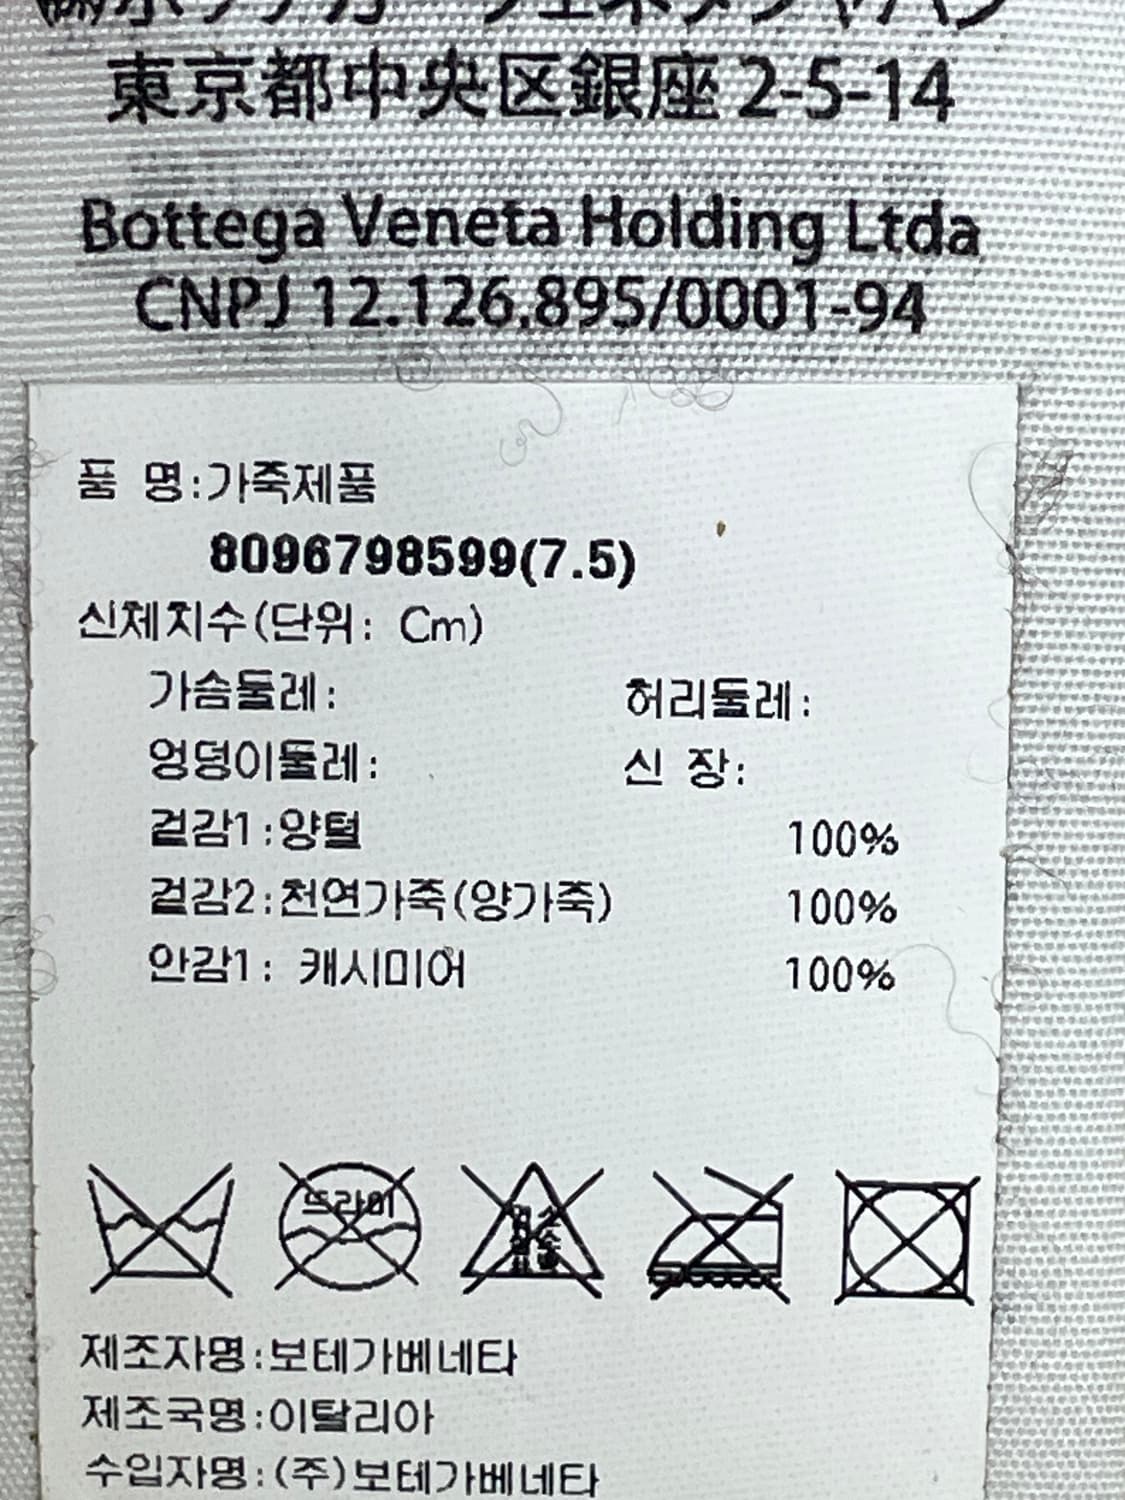 東京都中央区銀座 2-5-14
Bottega Veneta Holding Ltda
CNPJ 12.126.895/0001-94
품 명:가죽제품
8096798599(7.5)
신체치수(단위: Cm)
가슴둘레: 허리둘레:
엉덩이둘레: 신 장:
겉감1:양털 100%
겉감2:천연가죽(양가죽) 100%
안감1: 캐시미어 100%
드라이
제조자명:보테가베네타
제조국명:이탈리아
수입자명:(주)보테가베네타